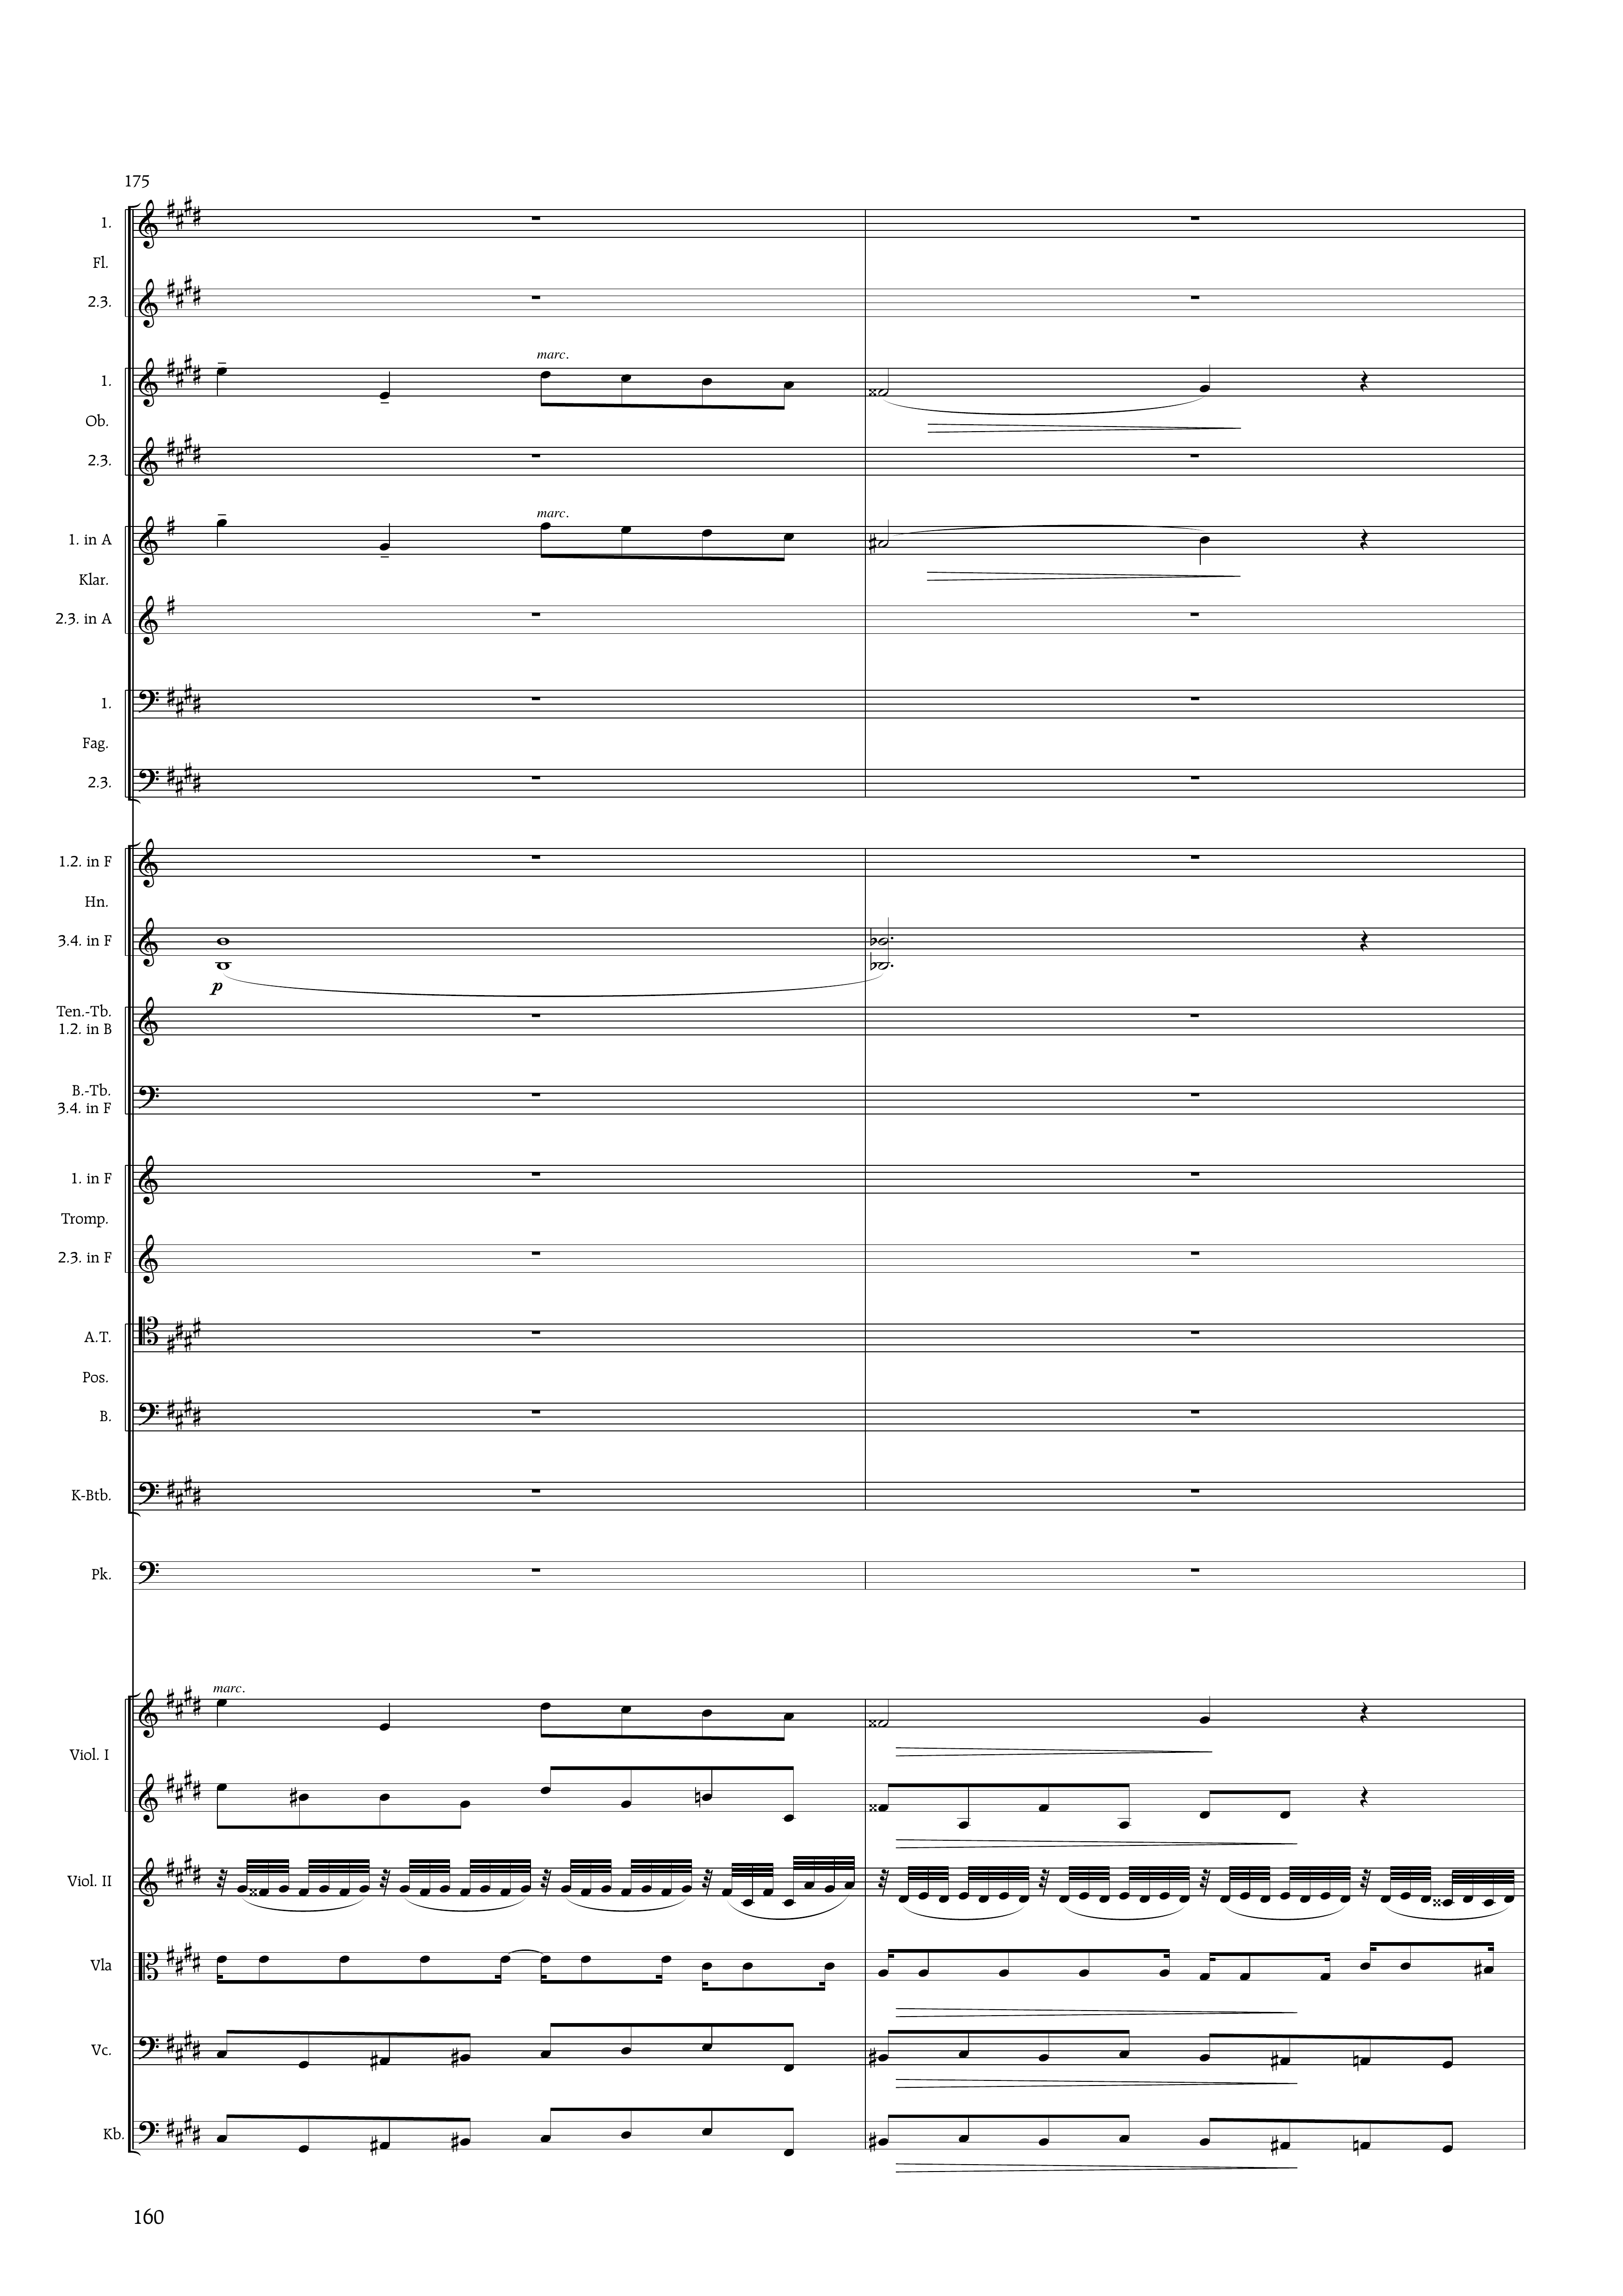 175
1.
Fl.
2.3.
marc.
1.
Ob.
2.3.
marc.
1. in A
Klar.
2.3. in A
1.
Fag.
2.3.
1.2. in F
Hn.
3.4. in F
p
Ten.-Tb.
1.2. in B
B.-Tb.
3.4. in F
1. in F
Tromp.
2.3. in F
A.T.
Pos.
B.
K-Btb.
Pk.
marc.
Viol. I
Viol. II
Vla
Vc.
Kb.
160